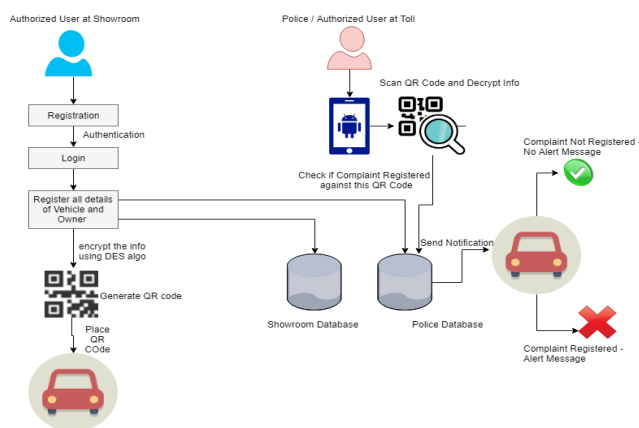 Authorized User at Showroom
Police / Authorized User at Toll
Scan QR Code and Decrypt Info
Registration
Authentication
Login
Complaint Not Registered -
No Alert Message
Check if Complaint Registered
against this QR Code
Register all details
of Vehicle and
Owner
encrypt the info
using DES algo
Send Notification
Generate QR code
Showroom Database
Police Database
Place
QR
COde
Complaint Registered -
Alert Message